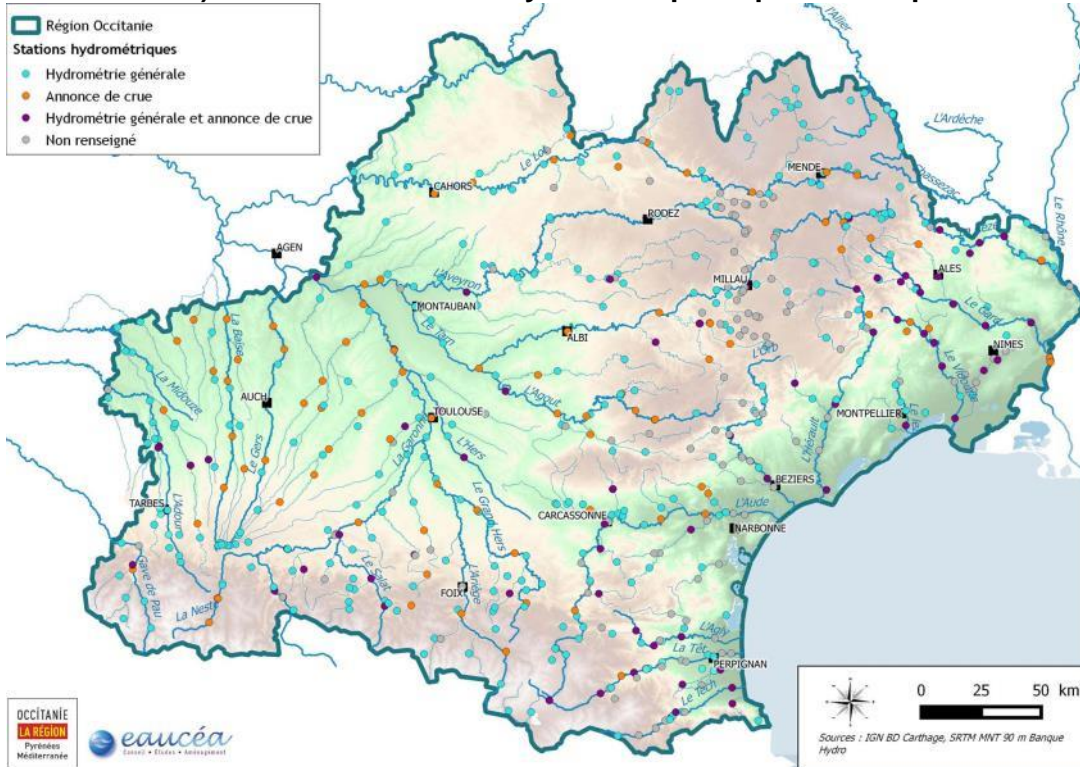 Région Occitanie
Stations hydrométriques
Hydrométrie générale
Annonce de crue
Hydrométrie générale et annonce de crue
Non renseigné
l'Allier
L'Ardèche
Chassezac
Le Rhône
Le Lot
MENDE
CAHORS
RODEZ
AGEN
ALES
MILLAU
L'Aveyron
MONTAUBAN
Le Gard
Le Tarn
ALBI
NIMES
La Baïse
L'Orb
Le Vidourle
La Midouze
L'Agout
AUCH
TOULOUSE
MONTPELLIER
Le Gers
La Garonne
L'Hers
L'Hérault
BEZIERS
TARBES
L'Adour
Le Grand Hers
L'Aude
CARCASSONNE
NARBONNE
Gave de Pau
Le Salat
L'Ariège
FOIX
La Neste
L'Agly
La Têt
PERPIGNAN
Le Tech
0 25 50 km
Sources : IGN BD Carthage, SRTM MNT 90 m Banque
Hydro
OCCITANIE
LA RÉGION
Pyrénées
Méditerranée
eaucéa
Conseil • Études • Aménagement